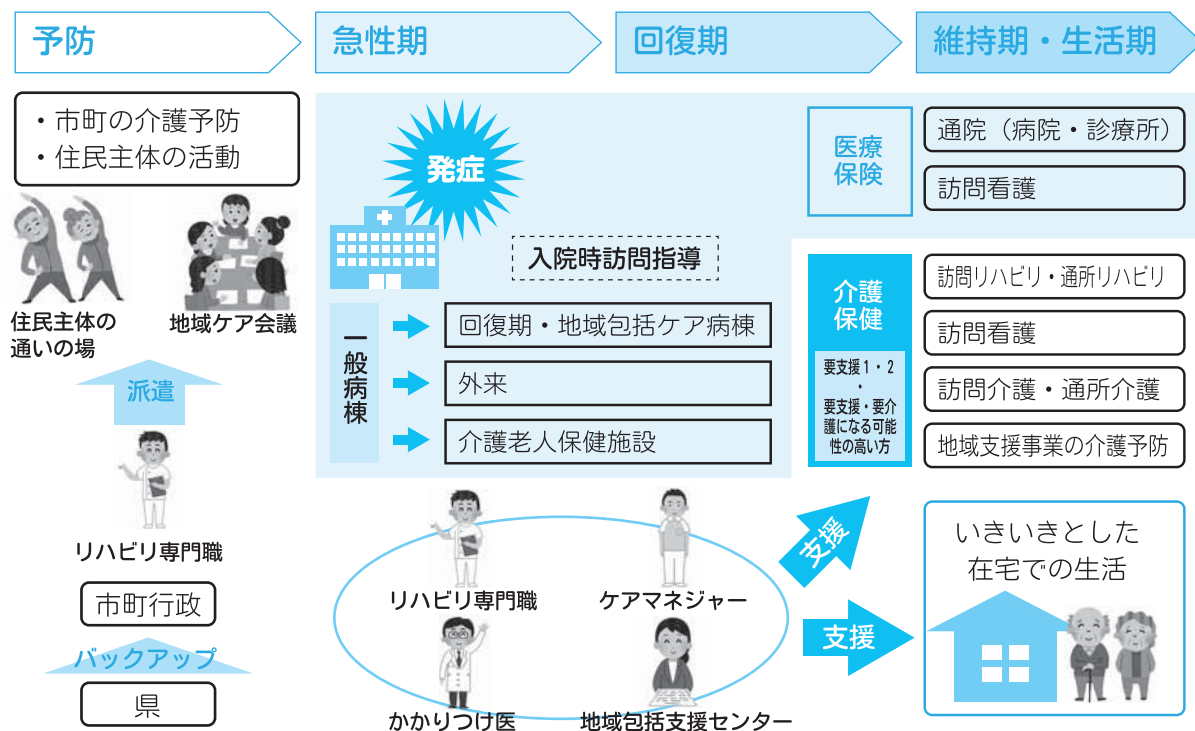 予防
急性期
回復期
維持期・生活期
・市町の介護予防
・住民主体の活動
住民主体の
通いの場
地域ケア会議
派遣
リハビリ専門職
市町行政
バックアップ
県
発症
入院時訪問指導
一般病棟
回復期・地域包括ケア病棟
外来
介護老人保健施設
医療
保険
通院（病院・診療所）
訪問看護
介護
保健
要支援1・2
・
要支援・要介
護になる可能
性の高い方
訪問リハビリ・通所リハビリ
訪問看護
訪問介護・通所介護
地域支援事業の介護予防
リハビリ専門職
ケアマネジャー
かかりつけ医
地域包括支援センター
支援
支援
いきいきとした
在宅での生活